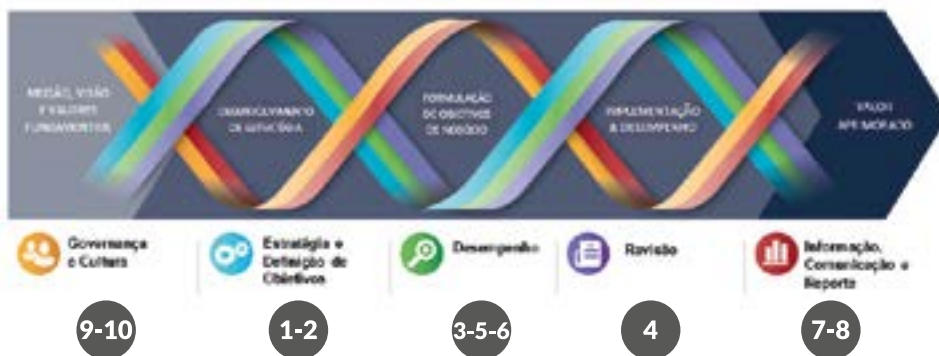 MISSÃO, VISÃO
E VALORES
FUNDAMENTAIS
DESENVOLVIMENTO
DE ESTRATÉGIA
FORMULAÇÃO
DE OBJETIVOS
DE NEGÓCIO
IMPLEMENTAÇÃO
& DESEMPENHO
VALOR
APRIMORADO
Governança
e Cultura
Estratégia e
Definição de
Objetivos
Desempenho
Revisão
Informação,
Comunicação e
Reporte
9-10
1-2
3-5-6
4
7-8